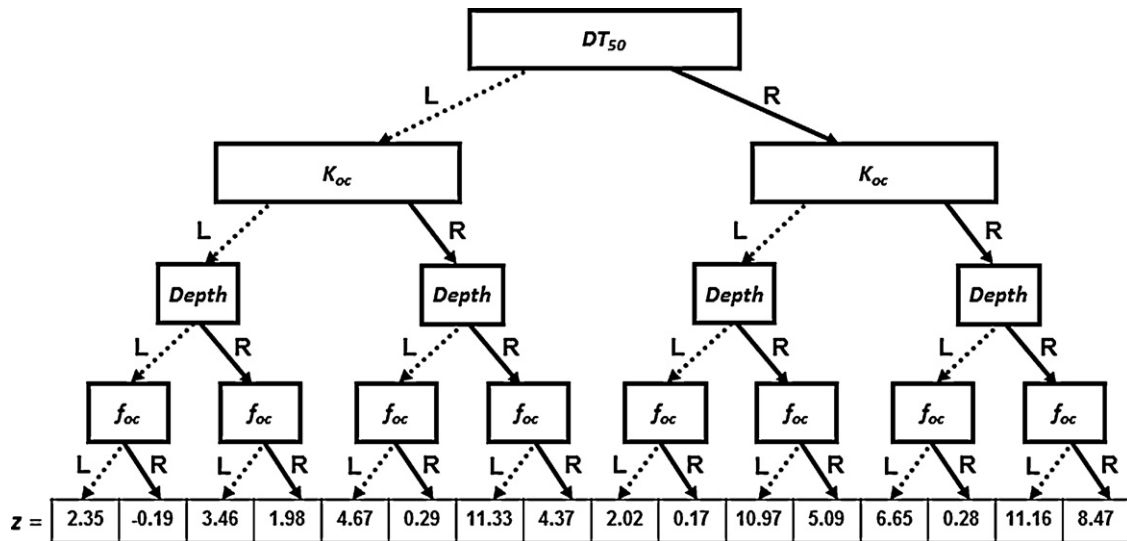 DT50
L R
Koc Koc
L R L R
Depth Depth Depth Depth
L R L R L R L R
foc foc foc foc foc foc foc foc
L R L R L R L R L R L R L R L R
z = 2.35 -0.19 3.46 1.98 4.67 0.29 11.33 4.37 2.02 0.17 10.97 5.09 6.65 0.28 11.16 8.47